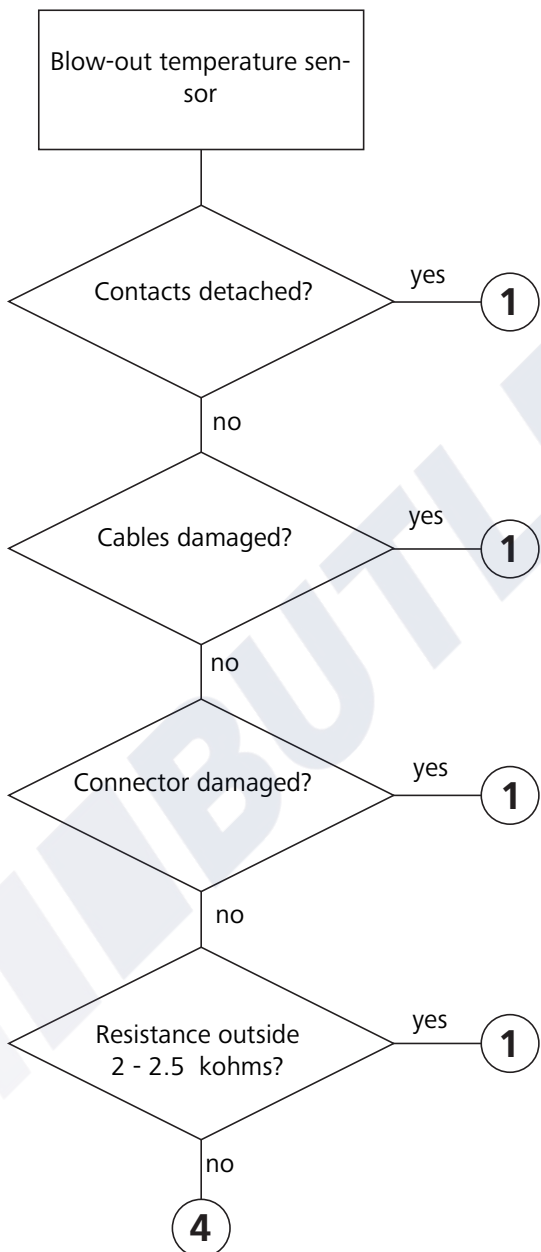 Blow-out temperature sen-
sor
Contacts detached?
yes
1
no
Cables damaged?
yes
1
no
Connector damaged?
yes
1
no
Resistance outside
2 - 2.5 kohms?
yes
1
no
4